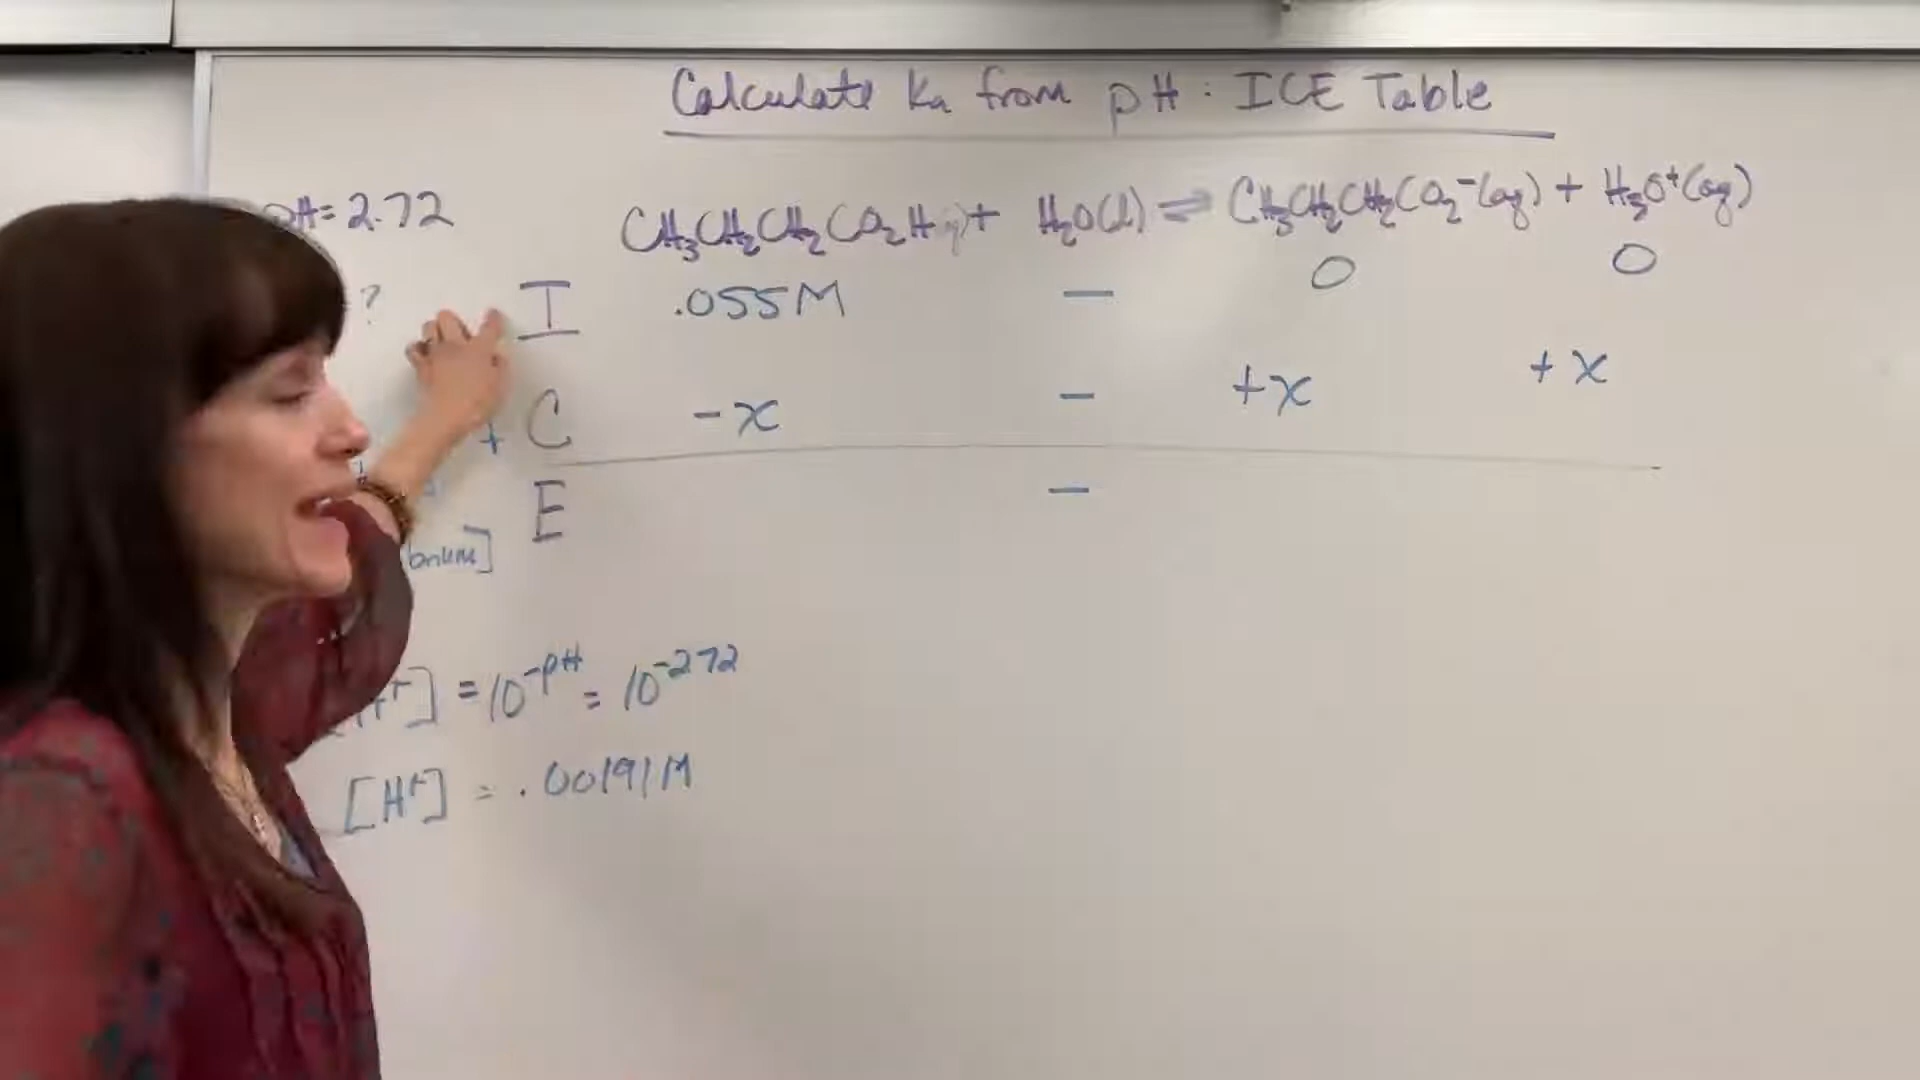 Calculate Ka from pH : ICE Table
pH = 2.72
CH₃CH₂CH₂CO₂H + H₂O(l) ⇌ CH₃CH₂CH₂CO₂⁻(aq) + H₃O⁺(aq)
?
I .055M — 0 0
+ C -x - +x + x
E —
]
⁺] = 10⁻ᵖᴴ = 10⁻²·⁷²
[H⁺] = .00191M